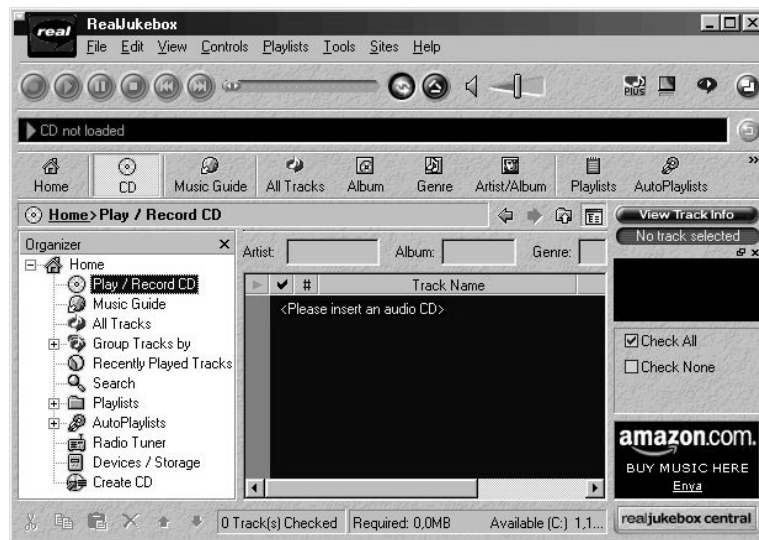 real
RealJukebox
File Edit View Controls Playlists Tools Sites Help
PLUS
CD not loaded
Home CD Music Guide All Tracks Album Genre Artist/Album Playlists AutoPlaylists »
Home>Play / Record CD
View Track Info
No track selected
Organizer
Artist: Album: Genre:
Home
Play / Record CD
Music Guide
All Tracks
Group Tracks by
Recently Played Tracks
Search
Playlists
AutoPlaylists
Radio Tuner
Devices / Storage
Create CD
# Track Name
<Please insert an audio CD>
Check All
Check None
amazon.com.
BUY MUSIC HERE
Enya
0 Track(s) Checked Required: 0,0MB Available (C:) 1,1...
realjukebox central